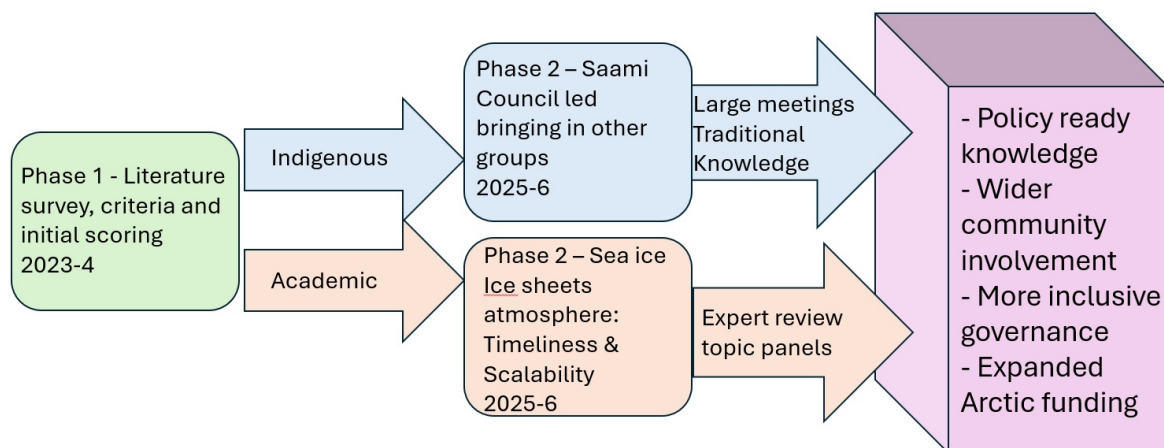 Phase 1 - Literature
survey, criteria and
initial scoring
2023-4
Indigenous
Academic
Phase 2 – Saami
Council led
bringing in other
groups
2025-6
Phase 2 – Sea ice
Ice sheets
atmosphere:
Timeliness &
Scalability
2025-6
Large meetings
Traditional
Knowledge
Expert review
topic panels
- Policy ready
knowledge
- Wider
community
involvement
- More inclusive
governance
- Expanded
Arctic funding